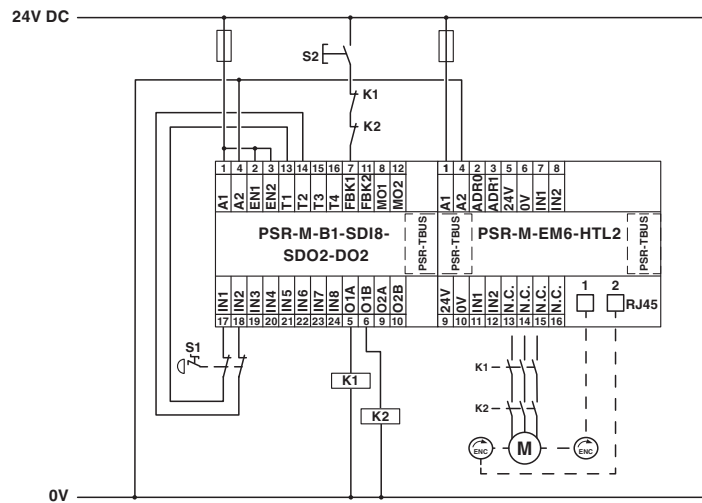 24V DC
S2
K1
K2
1 4 2 3 13 14 15 16 7 11 8 12
A1 A2 EN1 EN2 T1 T2 T3 T4 FBK1 FBK2 MO1 MO2
1 4 2 3 5 6 7 8
A1 A2 ADR0 ADR1 24V 0V IN1 IN2
PSR-M-B1-SDI8-
SDO2-DO2
PSR-TBUS
PSR-TBUS
PSR-M-EM6-HTL2
PSR-TBUS
IN1 IN2 IN3 IN4 IN5 IN6 IN7 IN8 O1A O1B O2A O2B
17 18 19 20 21 22 23 24 5 6 9 10
24V 0V IN1 IN2 N.C. N.C. N.C. N.C.
9 10 11 12 13 14 15 16
1 2
RJ45
S1
K1
K2
K1
K2
ENC
M
ENC
0V